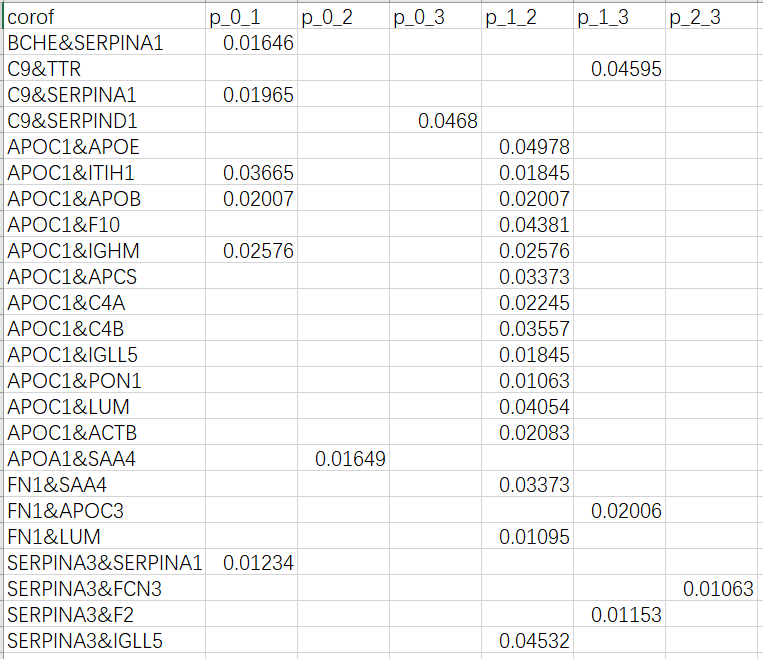 corof p_0_1 p_0_2 p_0_3 p_1_2 p_1_3 p_2_3
BCHE&SERPINA1 0.01646
C9&TTR 0.04595
C9&SERPINA1 0.01965
C9&SERPIND1 0.0468
APOC1&APOE 0.04978
APOC1&ITIH1 0.03665 0.01845
APOC1&APOB 0.02007 0.02007
APOC1&F10 0.04381
APOC1&IGHM 0.02576 0.02576
APOC1&APCS 0.03373
APOC1&C4A 0.02245
APOC1&C4B 0.03557
APOC1&IGLL5 0.01845
APOC1&PON1 0.01063
APOC1&LUM 0.04054
APOC1&ACTB 0.02083
APOA1&SAA4 0.01649
FN1&SAA4 0.03373
FN1&APOC3 0.02006
FN1&LUM 0.01095
SERPINA3&SERPINA1 0.01234
SERPINA3&FCN3 0.01063
SERPINA3&F2 0.01153
SERPINA3&IGLL5 0.04532